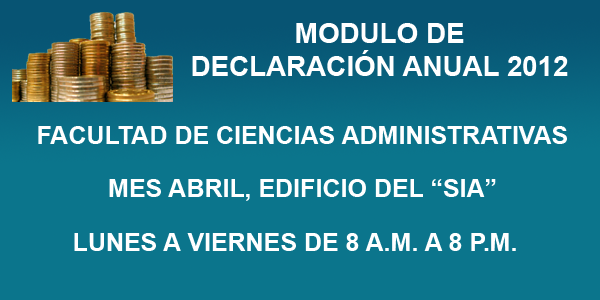 MODULO DE
DECLARACIÓN ANUAL 2012
FACULTAD DE CIENCIAS ADMINISTRATIVAS
MES ABRIL, EDIFICIO DEL “SIA”
LUNES A VIERNES DE 8 A.M. A 8 P.M.